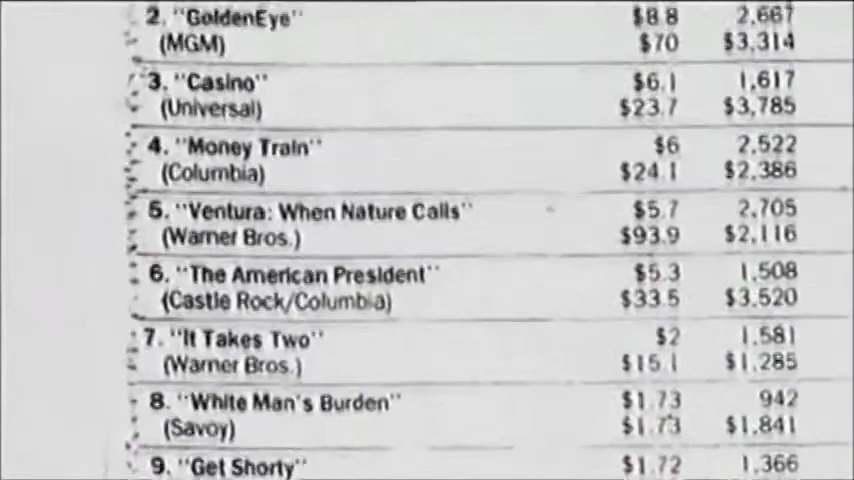 2. "GoldenEye" $8.8 2,667
(MGM) $70 $3,314
3. "Casino" $6.1 1,617
(Universal) $23.7 $3,785
4. "Money Train" $6 2,522
(Columbia) $24.1 $2,386
5. "Ventura: When Nature Calls" $5.7 2,705
(Warner Bros.) $93.9 $2,116
6. "The American President" $5.3 1,508
(Castle Rock/Columbia) $33.5 $3,520
7. "It Takes Two" $2 1,581
(Warner Bros.) $15.1 $1,285
8. "White Man's Burden" $1.73 942
(Savoy) $1.73 $1,841
9. "Get Shorty" $1.72 1,366